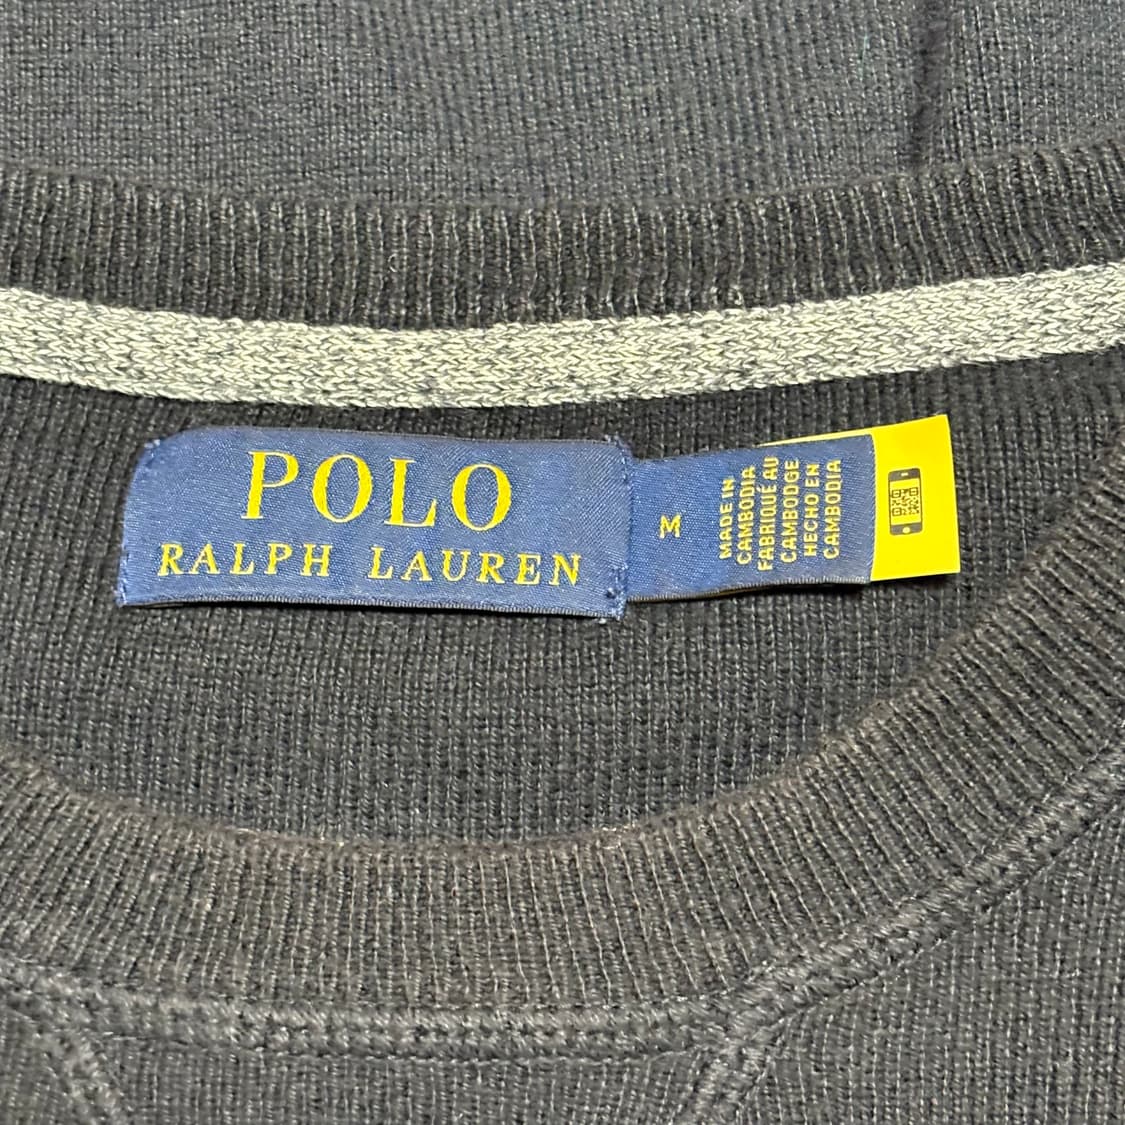 POLO
RALPH LAUREN
M
MADE IN
CAMBODIA
FABRIQUÉ AU
CAMBODGE
HECHO EN
CAMBODIA